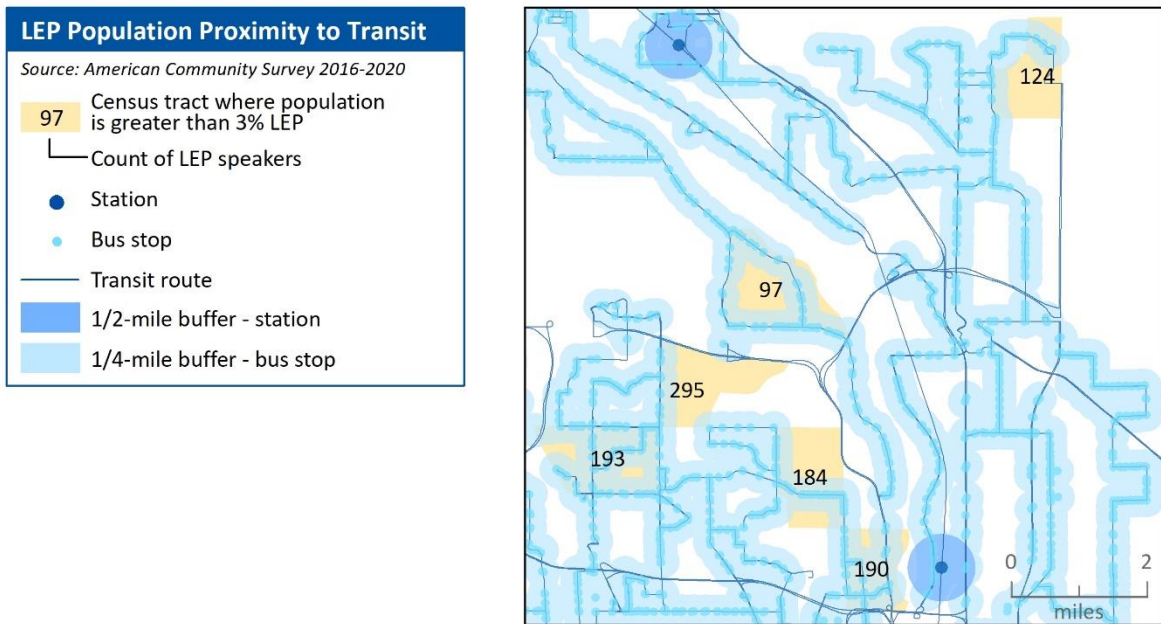 LEP Population Proximity to Transit
Source: American Community Survey 2016-2020
97
Census tract where population
is greater than 3% LEP
Count of LEP speakers
Station
Bus stop
Transit route
1/2-mile buffer - station
1/4-mile buffer - bus stop
124
97
295
193
184
190
0 2
miles